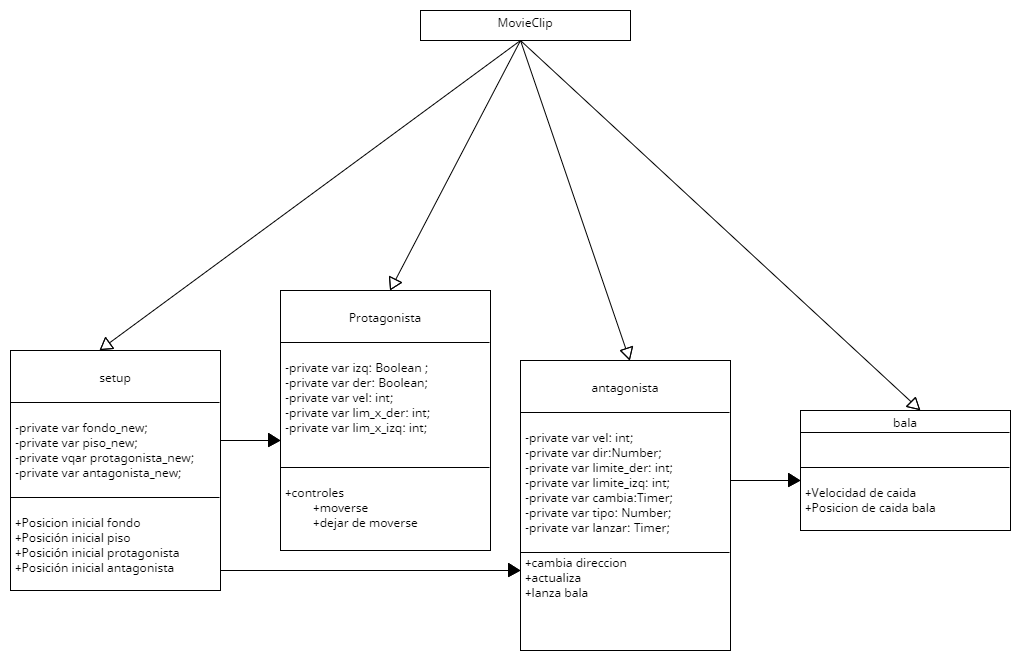 MovieClip
setup
-private var fondo_new;
-private var piso_new;
-private vqar protagonista_new;
-private var antagonista_new;
+Posicion inicial fondo
+Posición inicial piso
+Posición inicial protagonista
+Posición inicial antagonista
Protagonista
-private var izq: Boolean ;
-private var der: Boolean;
-private var vel: int;
-private var lim_x_der: int;
-private var lim_x_izq: int;
+controles
+moverse
+dejar de moverse
antagonista
-private var vel: int;
-private var dir:Number;
-private var limite_der: int;
-private var limite_izq: int;
-private var cambia:Timer;
-private var tipo: Number;
-private var lanzar: Timer;
+cambia direccion
+actualiza
+lanza bala
bala
+Velocidad de caida
+Posicion de caida bala